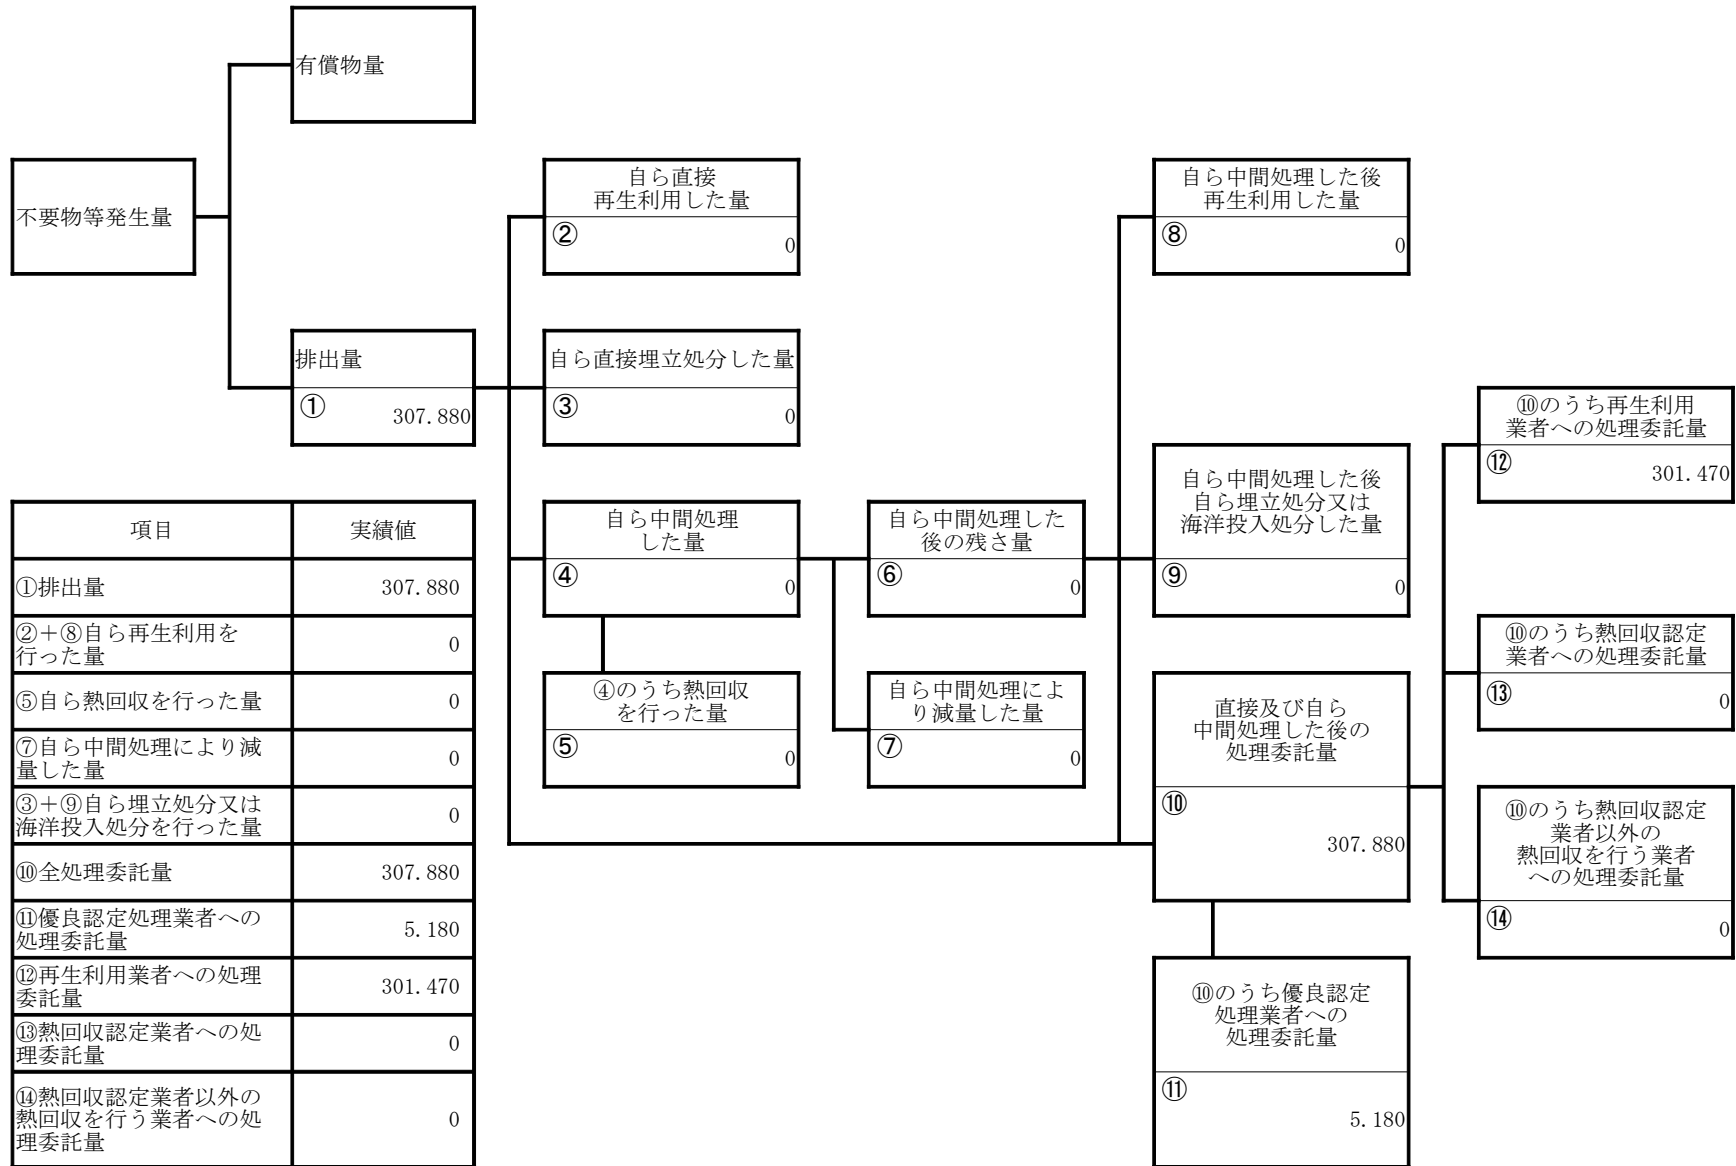 有償物量
不要物等発生量
自ら直接
再生利用した量
②
0
自ら中間処理した後
再生利用した量
⑧
0
排出量
①
307.880
自ら直接埋立処分した量
③
0
⑩のうち再生利用
業者への処理委託量
⑫
301.470
自ら中間処理
した量
④
0
自ら中間処理した
後の残さ量
⑥
0
自ら中間処理した後
自ら埋立処分又は
海洋投入処分した量
⑨
0
⑩のうち熱回収認定
業者への処理委託量
⑬
0
④のうち熱回収
を行った量
⑤
0
自ら中間処理によ
り減量した量
⑦
0
直接及び自ら
中間処理した後の
処理委託量
⑩
307.880
⑩のうち熱回収認定
業者以外の
熱回収を行う業者
への処理委託量
⑭
0
⑩のうち優良認定
処理業者への
処理委託量
⑪
5.180
項目 実績値
①排出量 307.880
②＋⑧自ら再生利用を
行った量 0
⑤自ら熱回収を行った量 0
⑦自ら中間処理により減
量した量 0
③＋⑨自ら埋立処分又は
海洋投入処分を行った量 0
⑩全処理委託量 307.880
⑪優良認定処理業者への
処理委託量 5.180
⑫再生利用業者への処理
委託量 301.470
⑬熱回収認定業者への処
理委託量 0
⑭熱回収認定業者以外の
熱回収を行う業者への処
理委託量 0